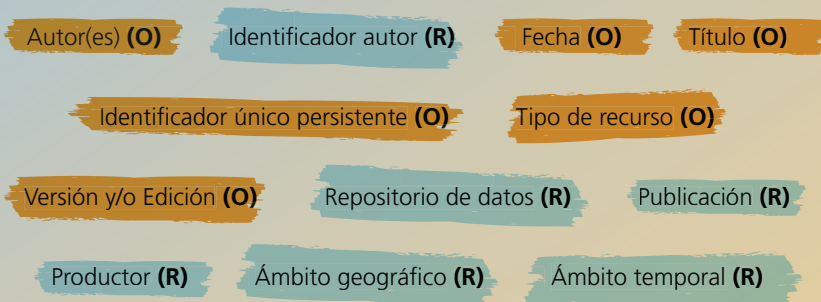 Autor(es) (O) Identificador autor (R) Fecha (O) Título (O)
Identificador único persistente (O) Tipo de recurso (O)
Versión y/o Edición (O) Repositorio de datos (R) Publicación (R)
Productor (R) Ámbito geográfico (R) Ámbito temporal (R)